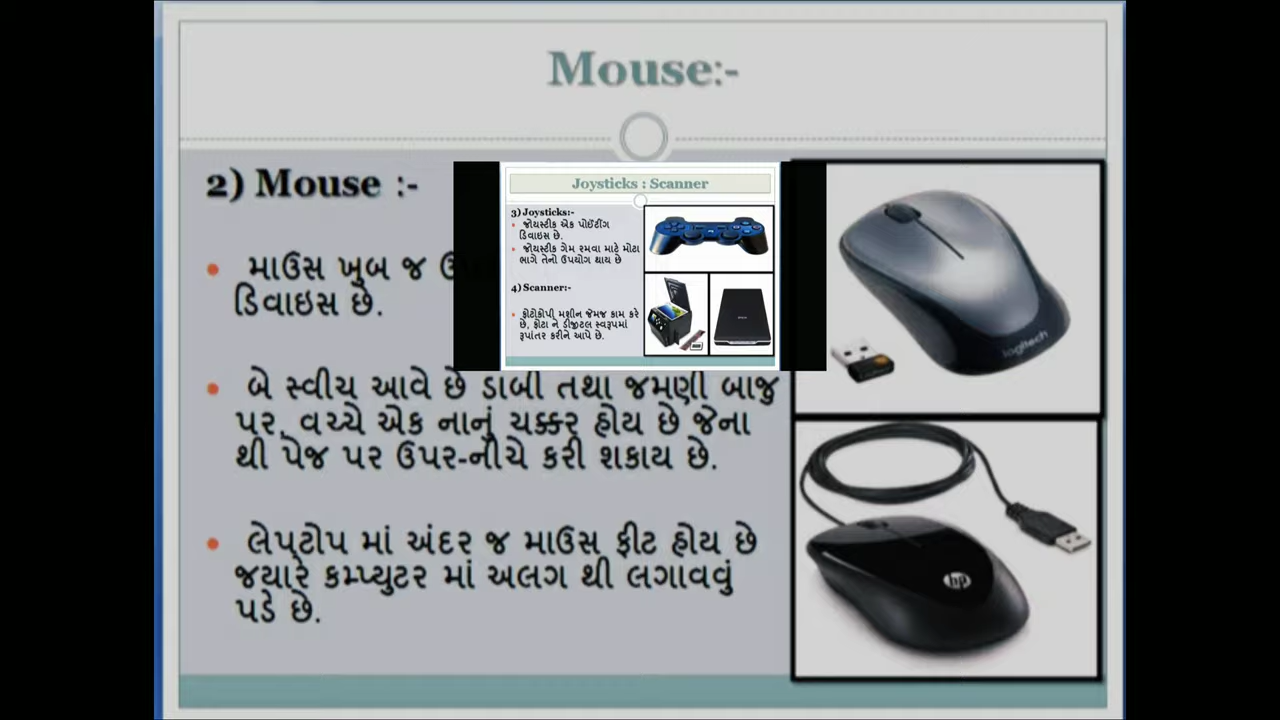 Mouse:-
2) Mouse :-
માઉસ ખુબ જ
ડિવાઇસ છે.
બે સ્વીચ આવે છે ડાબી તથા જમણી બાજુ
પર, વચ્ચે એક નાનું ચક્કર હોય છે જેના
થી પેજ પર ઉપર-નીચે કરી શકાય છે.
લેપ્ટોપ માં અંદર જ માઉસ ફીટ હોય છે
જયારે કમ્પ્યુટર માં અલગ થી લગાવવું
પડે છે.
Joysticks : Scanner
3) Joysticks:-
જોયસ્ટીક એક પોઈંટીંગ
ડિવાઇસ છે.
જોયસ્ટીક ગેમ રમવા માટે મોટા
ભાગે તેનો ઉપયોગ થાય છે
4) Scanner:-
ફોટોકોપી મશીન જેમજ કામ કરે
છે, ફોટા ને ડીજીટલ સ્વરૂપમાં
રૂપાંતર કરીને આપે છે.
logitech
hp